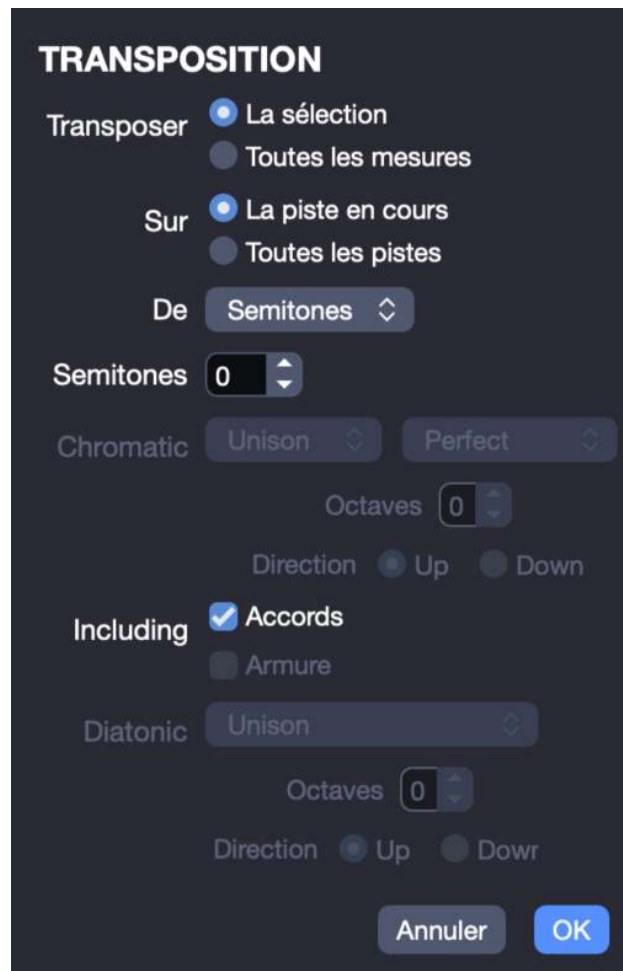 TRANSPOSITION
Transposer La sélection
Toutes les mesures
Sur La piste en cours
Toutes les pistes
De Semitones
Semitones 0
Chromatic Unison Perfect
Octaves 0
Direction Up Down
Including Accords
Armure
Diatonic Unison
Octaves 0
Direction Up Dowr
Annuler OK